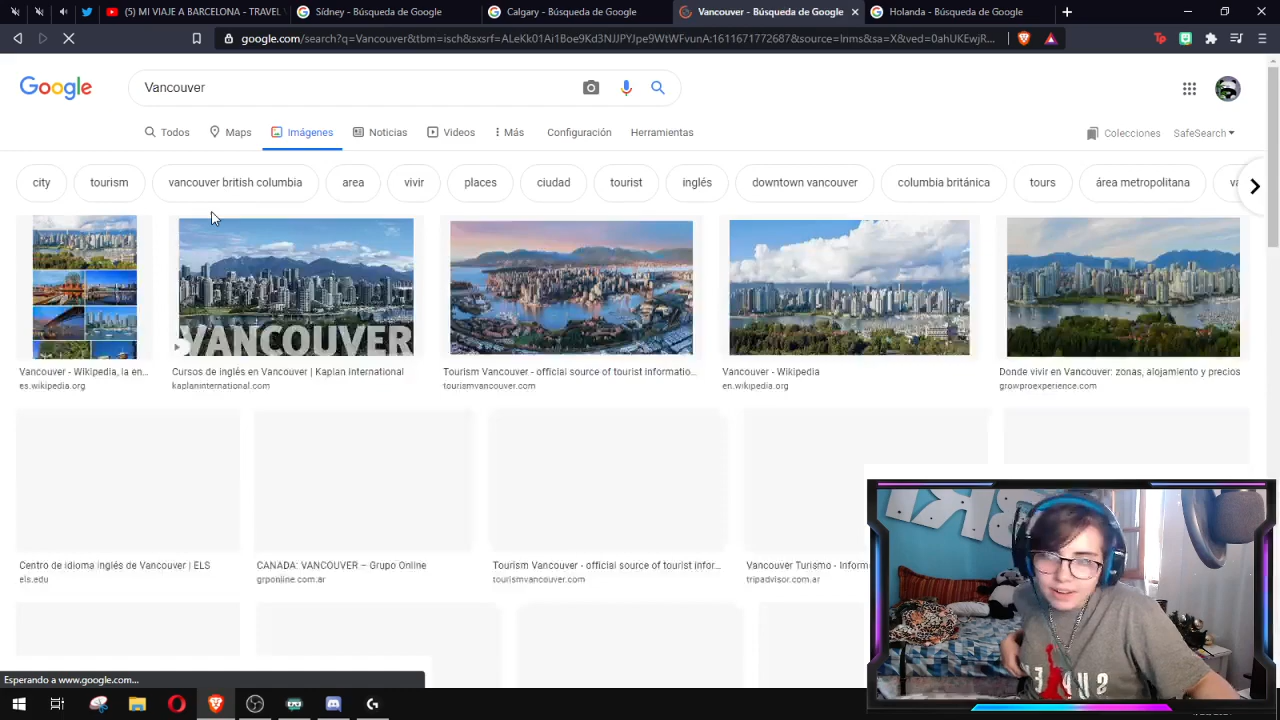 (5) MI VIAJE A BARCELONA - TRAVEL
Sídney - Búsqueda de Google
Calgary - Búsqueda de Google
Vancouver - Búsqueda de Google
Holanda - Búsqueda de Google
google.com/search?q=Vancouver&tbm=isch&sxsrf=ALeKk01Ai1Boe9Kd3NJJPYJpe9WtWFvunA:1611671772687&source=lnms&sa=X&ved=0ahUKEwjR...
Google
Vancouver
Todos
Maps
Imágenes
Noticias
Videos
Más
Configuración
Herramientas
Colecciones
SafeSearch
city
tourism
vancouver british columbia
area
vivir
places
ciudad
tourist
inglés
downtown vancouver
columbia británica
tours
área metropolitana
VANCOUVER
Vancouver - Wikipedia, la en...
es.wikipedia.org
Cursos de inglés en Vancouver | Kaplan International
kaplaninternational.com
Tourism Vancouver - official source of tourist informatio...
tourismvancouver.com
Vancouver - Wikipedia
en.wikipedia.org
Donde vivir en Vancouver: zonas, alojamiento y precios
growproexperience.com
Centro de idioma inglés de Vancouver | ELS
els.edu
CANADA: VANCOUVER – Grupo Online
grponline.com.ar
Tourism Vancouver - official source of tourist infor...
tourismvancouver.com
Vancouver Turismo - Inform
tripadvisor.com.ar
Esperando a www.google.com...